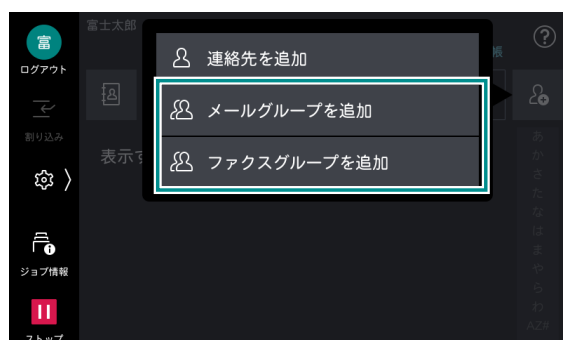 富
ログアウト
割り込み
ジョブ情報
ストップ
富士太郎
帳
?
連絡先を追加
メールグループを追加
ファクスグループを追加
表示す
あ
か
さ
た
な
は
ま
や
ら
わ
AZ#